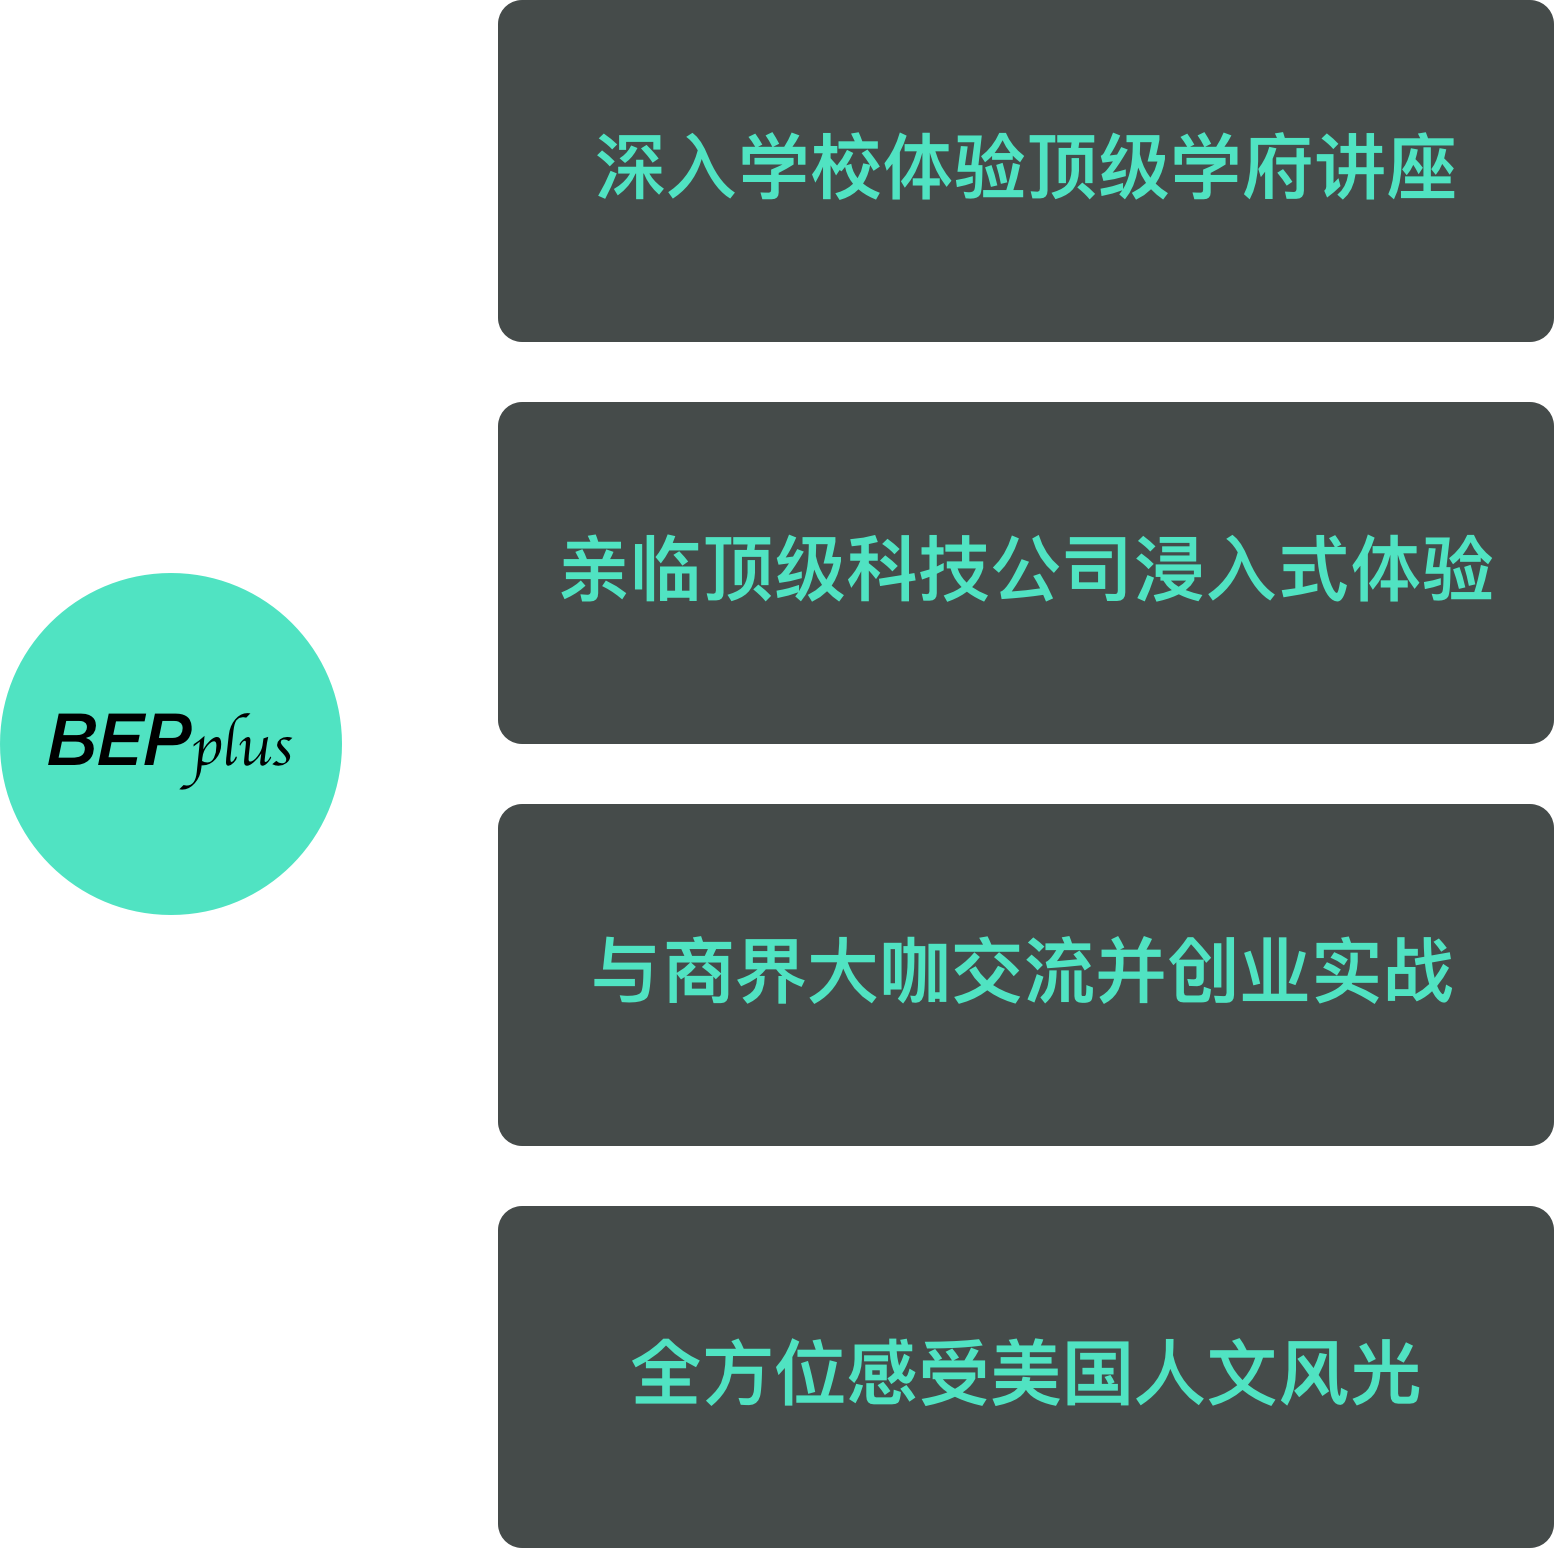 深入学校体验顶级学府讲座
亲临顶级科技公司浸入式体验
BEPplus
与商界大咖交流并创业实战
全方位感受美国人文风光